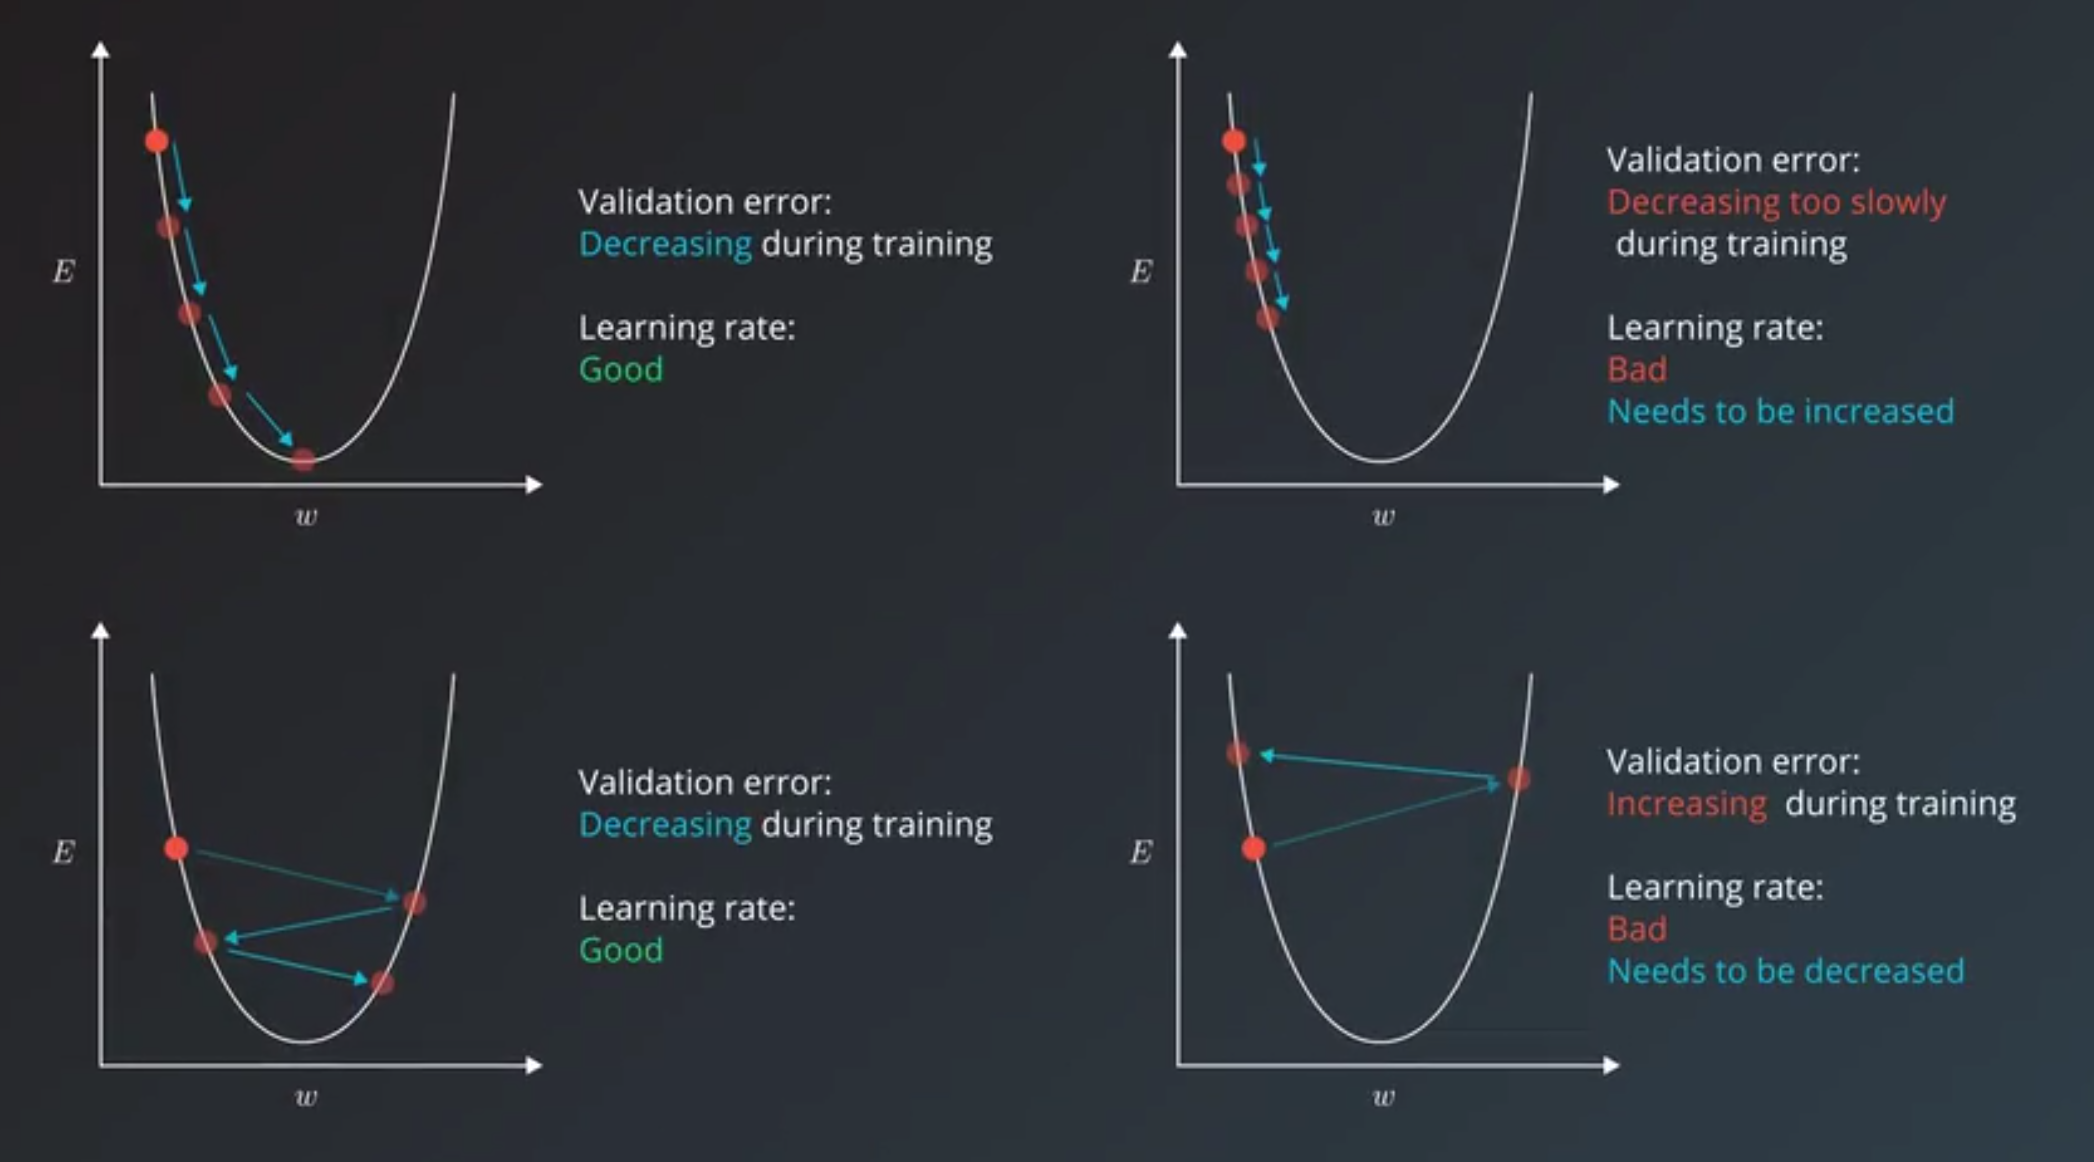 E
w
Validation error:
Decreasing during training
Learning rate:
Good
E
w
Validation error:
Decreasing too slowly
during training
Learning rate:
Bad
Needs to be increased
E
w
Validation error:
Decreasing during training
Learning rate:
Good
E
w
Validation error:
Increasing during training
Learning rate:
Bad
Needs to be decreased